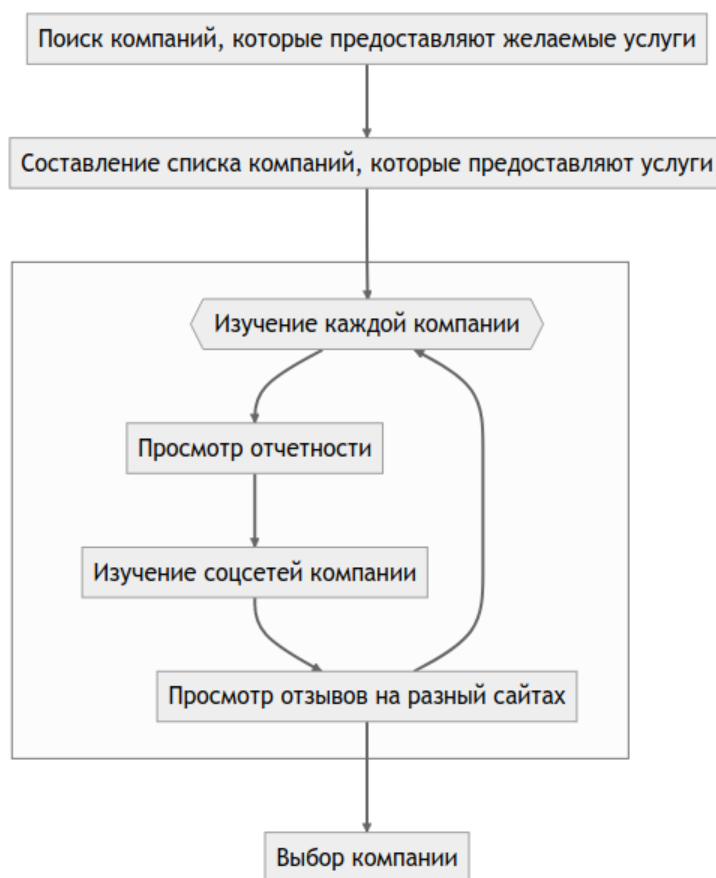 Поиск компаний, которые предоставляют желаемые услуги
Составление списка компаний, которые предоставляют услуги
Изучение каждой компании
Просмотр отчетности
Изучение соцсетей компании
Просмотр отзывов на разный сайтах
Выбор компании